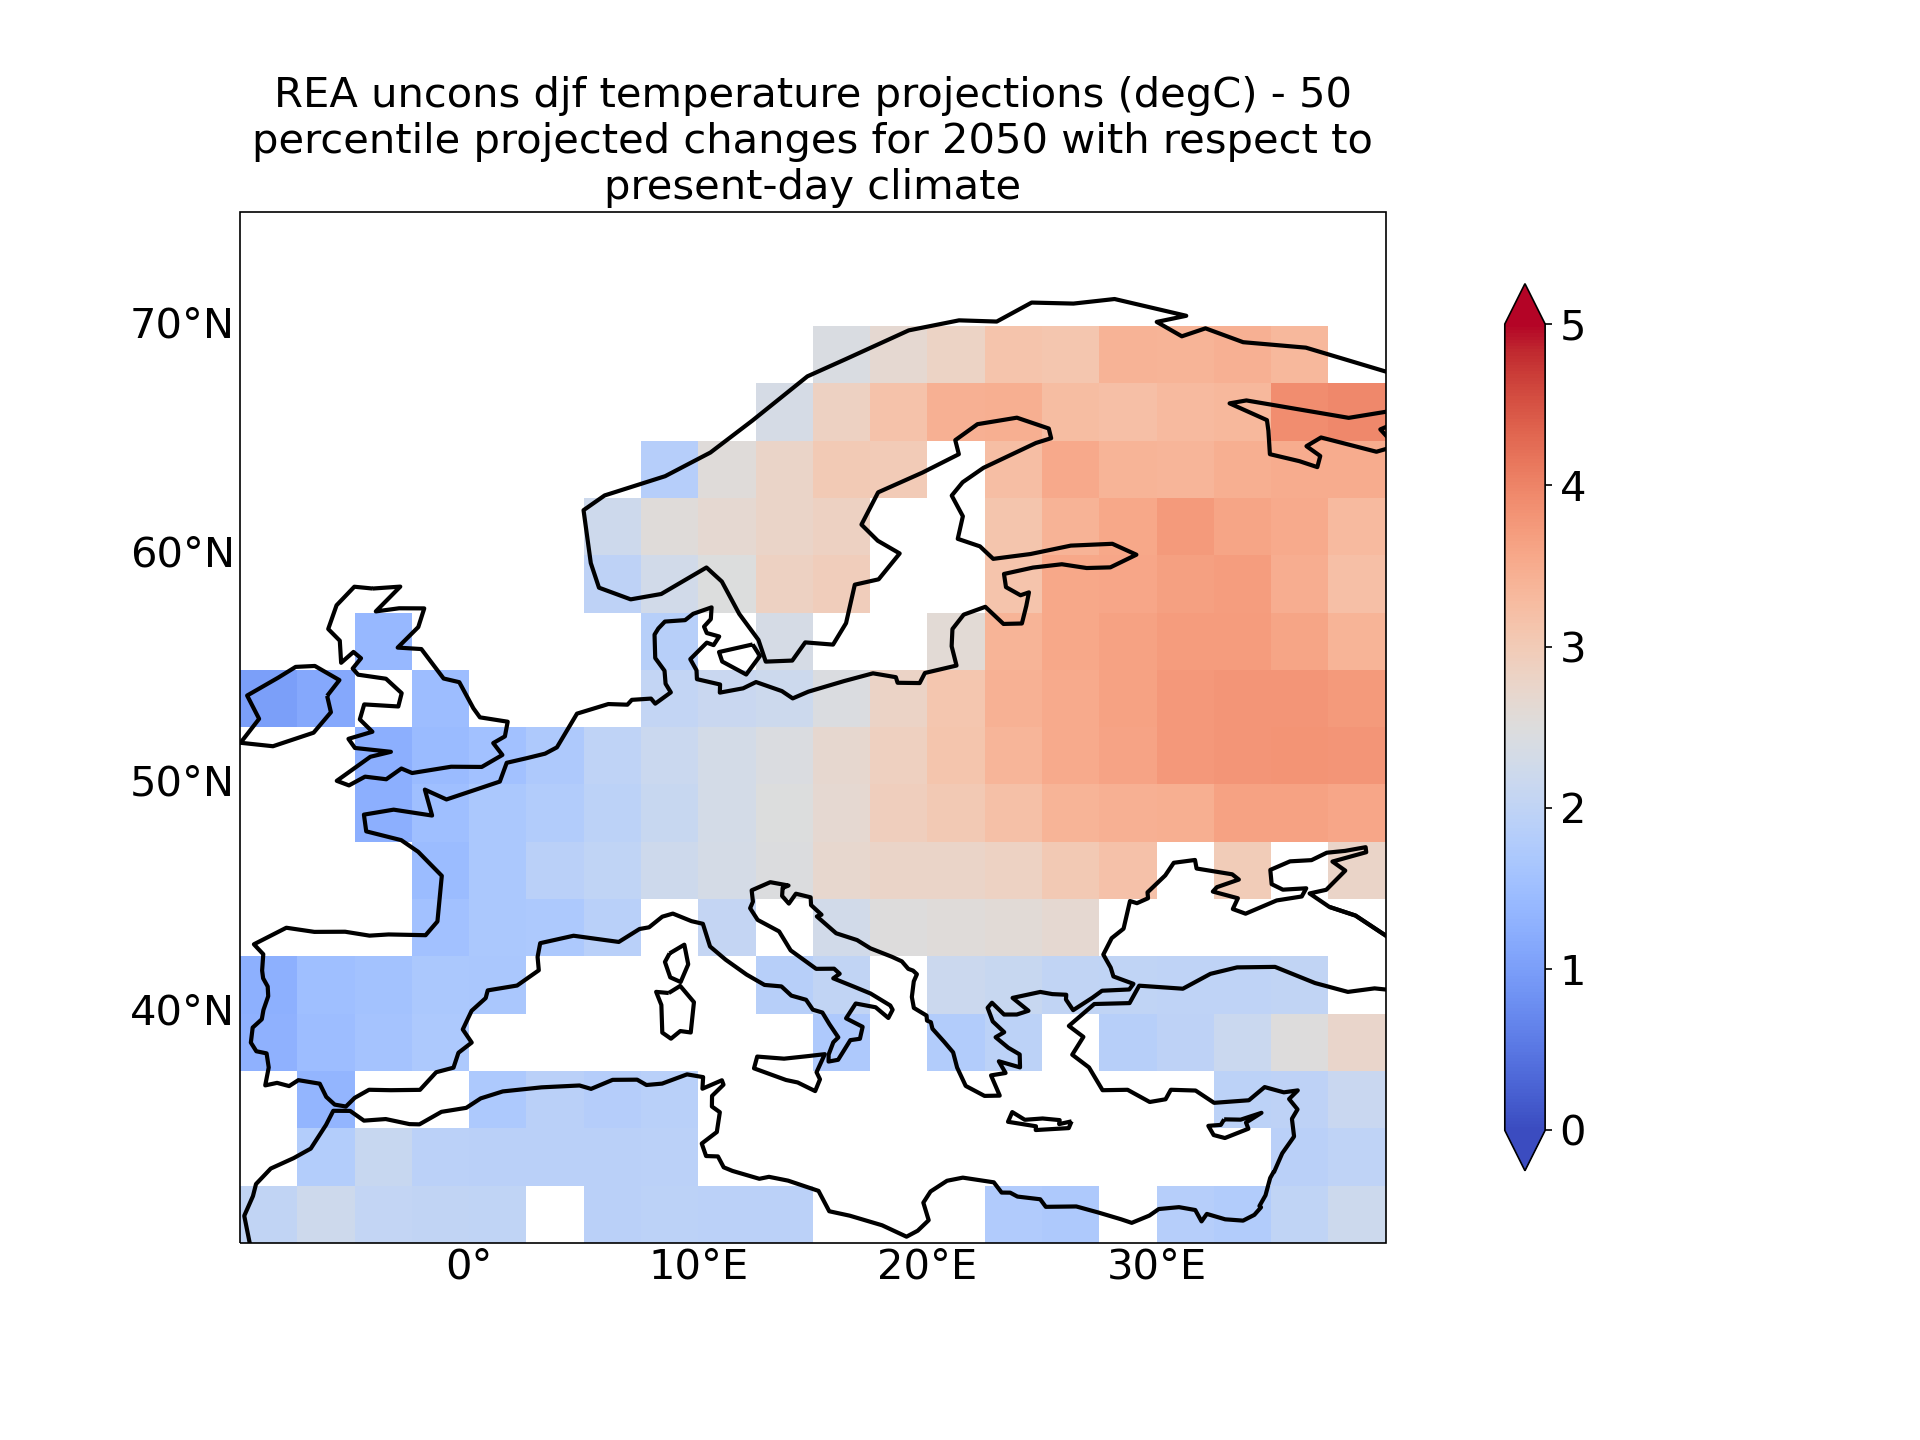 REA uncons djf temperature projections (degC) - 50
percentile projected changes for 2050 with respect to
present-day climate
70°N
60°N
50°N
40°N
0°
10°E
20°E
30°E
5
4
3
2
1
0